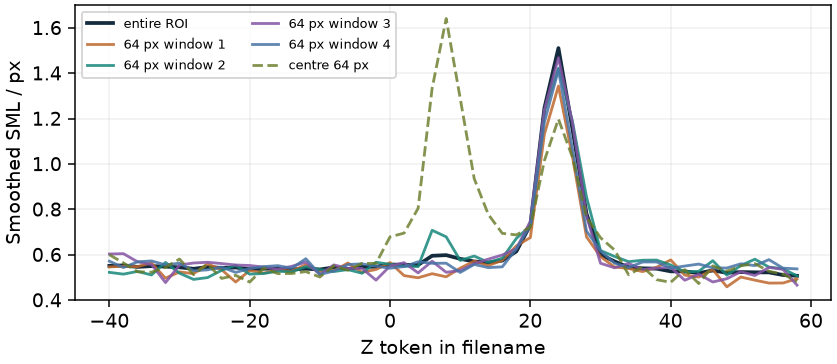 entire ROI
64 px window 1
64 px window 2
64 px window 3
64 px window 4
centre 64 px
Smoothed SML / px
1.6
1.4
1.2
1.0
0.8
0.6
0.4
−40 −20 0 20 40 60
Z token in filename